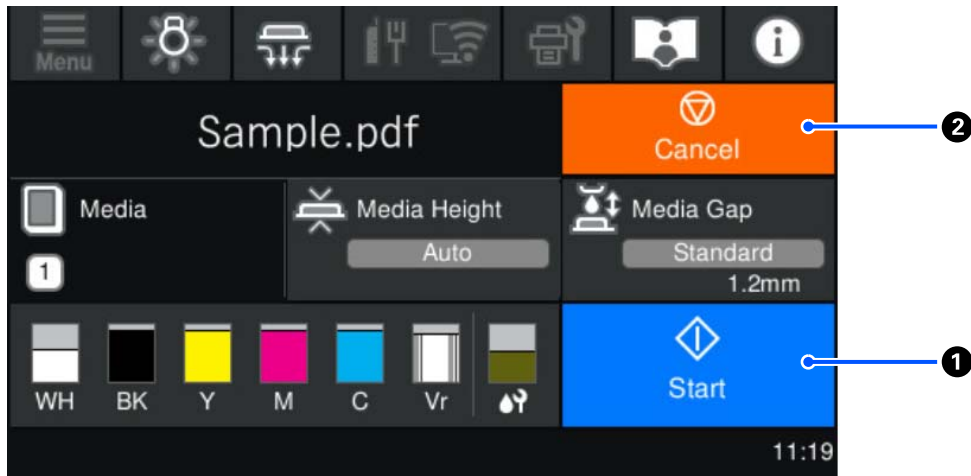 Menu
Sample.pdf
Cancel
2
Media
Media Height
Media Gap
Auto
Standard
1
1.2mm
WH
BK
Y
M
C
Vr
Start
1
11:19